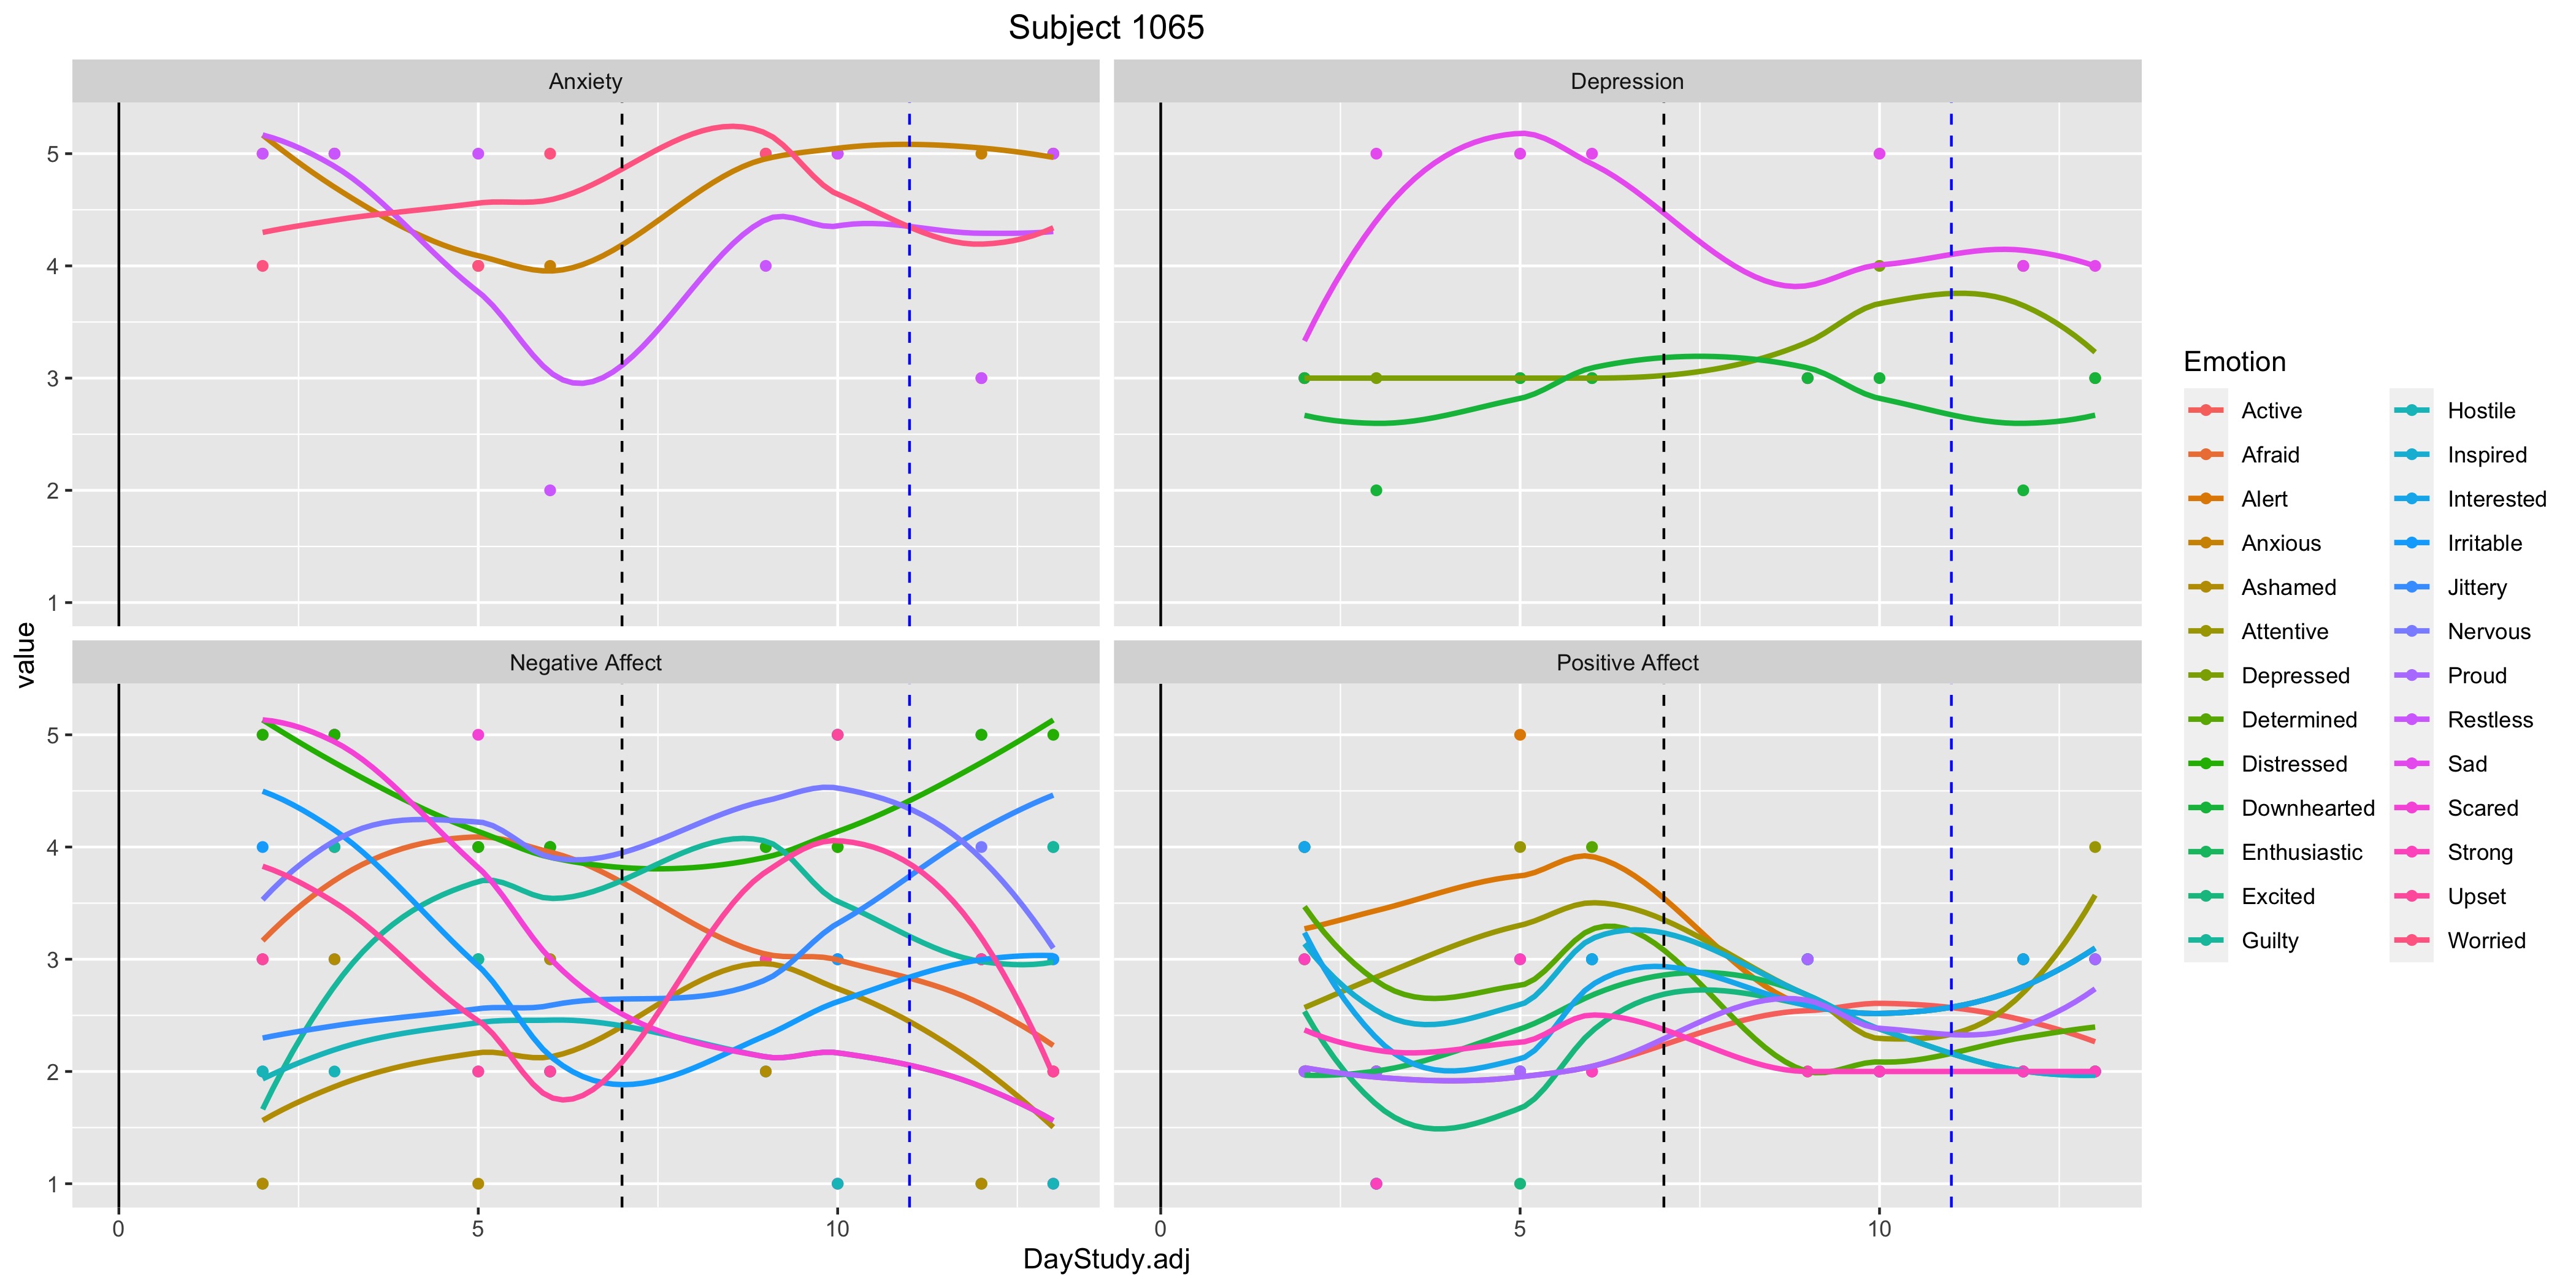 Subject 1065
Anxiety
Depression
5
4
3
2
1
Negative Affect
Positive Affect
5
4
3
2
1
0
5
10
0
5
10
value
DayStudy.adj
Emotion
Active
Afraid
Alert
Anxious
Ashamed
Attentive
Depressed
Determined
Distressed
Downhearted
Enthusiastic
Excited
Guilty
Hostile
Inspired
Interested
Irritable
Jittery
Nervous
Proud
Restless
Sad
Scared
Strong
Upset
Worried